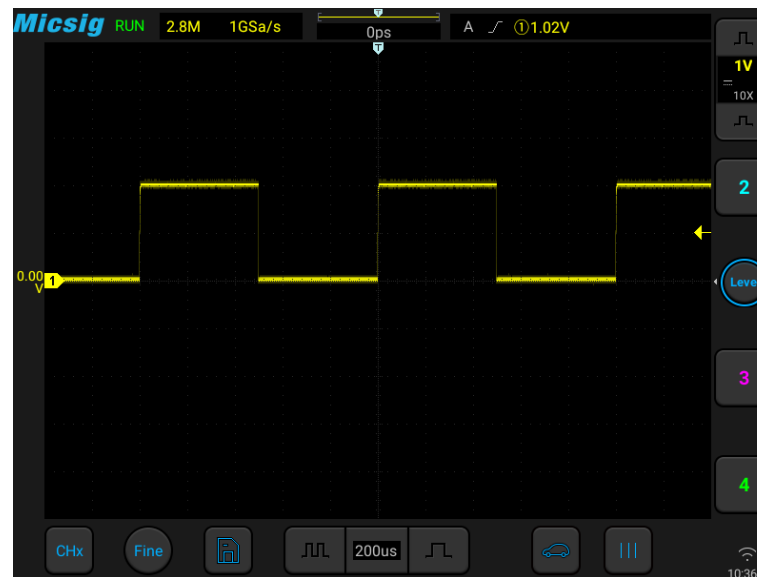 Micsig RUN 2.8M 1GSa/s T 0ps A ①1.02V
T
1V
10X
2
0.00 V 1
Leve
3
4
CHx Fine 200us
10:36